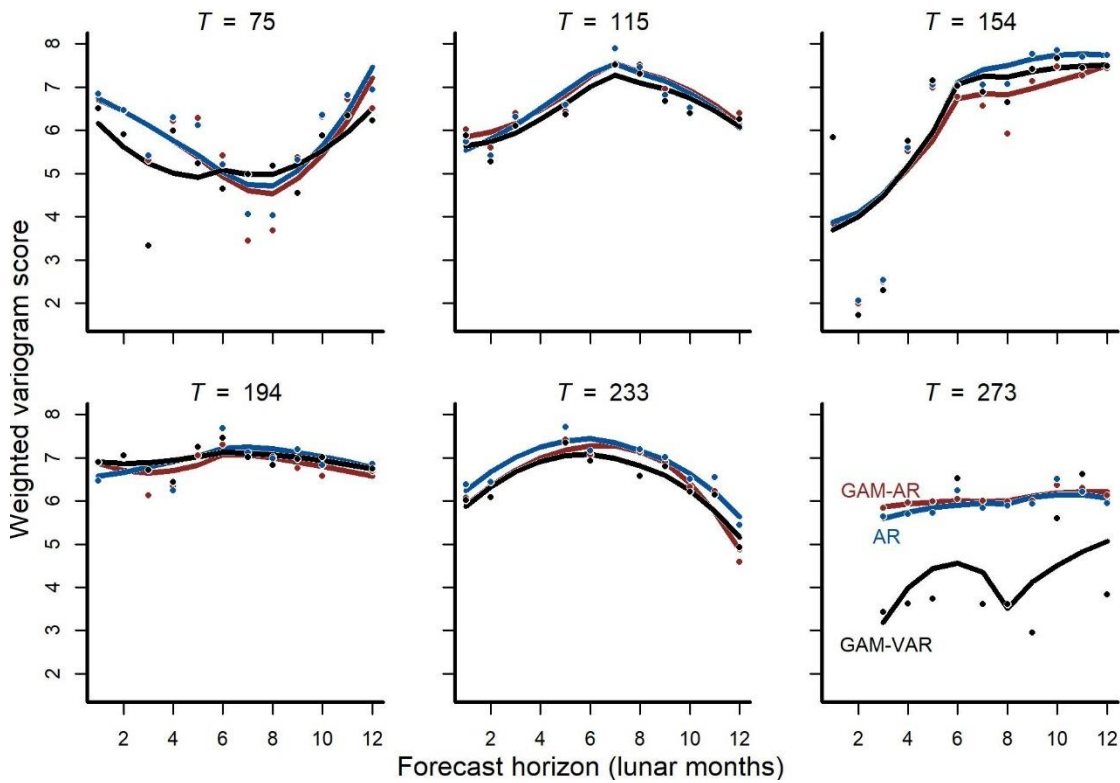 T = 75
T = 115
T = 154
8
7
6
5
4
3
2
T = 194
T = 233
T = 273
8
7
6
5
4
3
2
GAM-AR
AR
GAM-VAR
2 4 6 8 10 12
2 4 6 8 10 12
2 4 6 8 10 12
Weighted variogram score
Forecast horizon (lunar months)